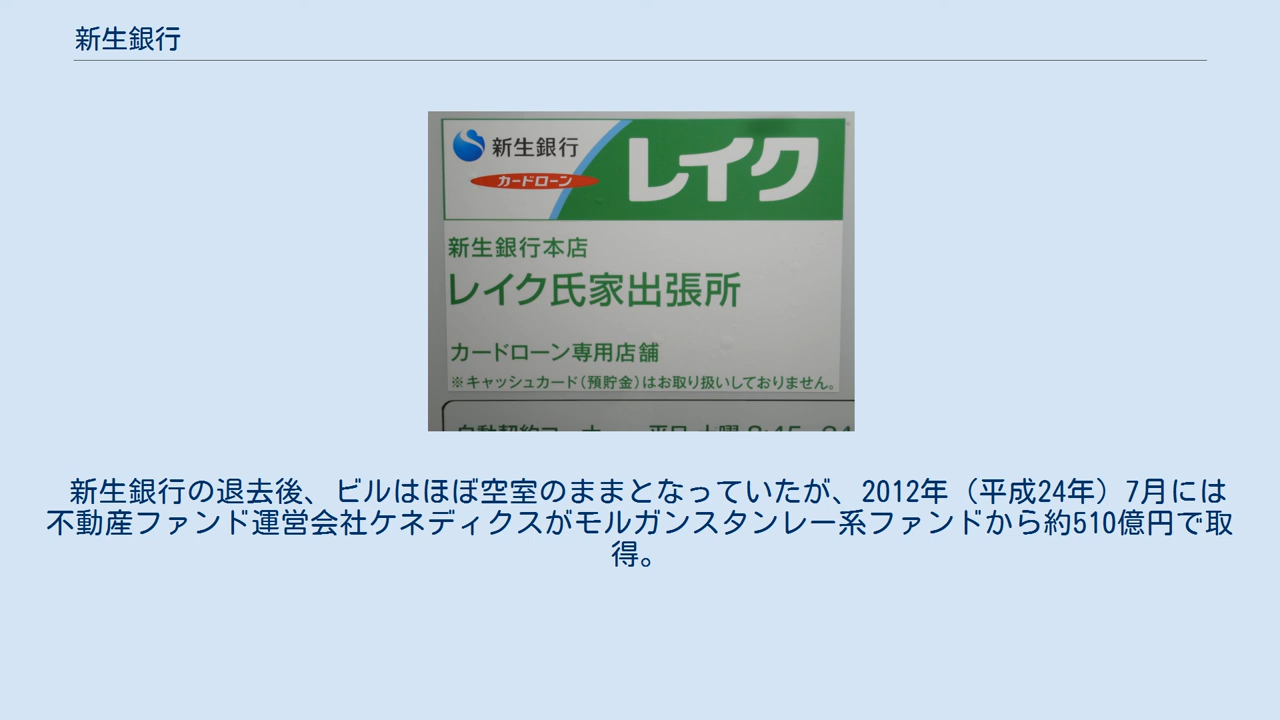 新生銀行
新生銀行
カードローン
レイク
新生銀行本店
レイク氏家出張所
カードローン専用店舗
※キャッシュカード(預貯金)はお取り扱いしておりません。
新生銀行の退去後、ビルはほぼ空室のままとなっていたが、2012年（平成24年）7月には
不動産ファンド運営会社ケネディクスがモルガンスタンレー系ファンドから約510億円で取
得。